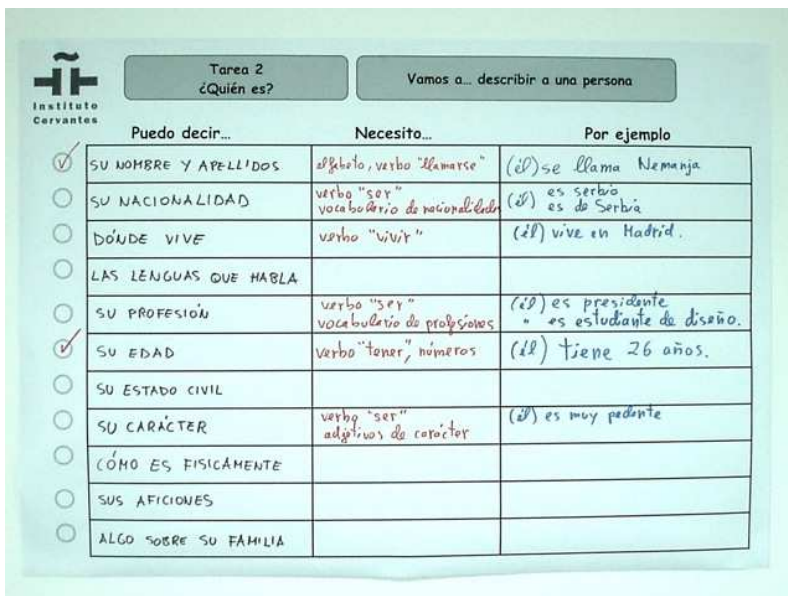 Instituto
Cervantes
Tarea 2
¿Quién es?
Vamos a... describir a una persona
Puedo decir...
Necesito...
Por ejemplo
SU NOMBRE Y APELLIDOS
alfabeto, verbo "llamarse"
(él) se llama Nemanja
SU NACIONALIDAD
verbo "ser"
vocabulario de nacionalidades
(él) es serbio
es de Serbia
DÓNDE VIVE
verbo "vivir"
(él) vive en Madrid.
LAS LENGUAS QUE HABLA
SU PROFESIÓN
verbo "ser"
vocabulario de profesiones
(él) es presidente
" es estudiante de diseño.
SU EDAD
verbo "tener", números
(él) tiene 26 años.
SU ESTADO CIVIL
SU CARÁCTER
verbo "ser"
adjetivos de carácter
(él) es muy pedante
CÓMO ES FISICAMENTE
SUS AFICIONES
ALGO SOBRE SU FAMILIA